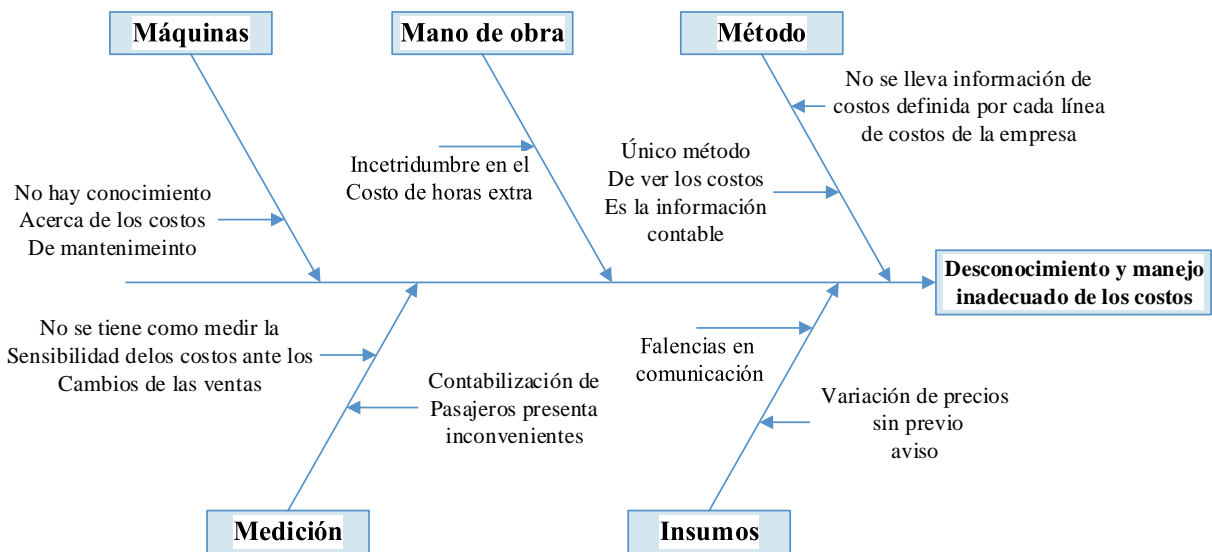 Máquinas
Mano de obra
Método
No se lleva información de
costos definida por cada línea
de costos de la empresa
Único método
De ver los costos
Es la información
contable
Incetridumbre en el
Costo de horas extra
No hay conocimiento
Acerca de los costos
De mantenimeinto
Desconocimiento y manejo
inadecuado de los costos
No se tiene como medir la
Sensibilidad delos costos ante los
Cambios de las ventas
Contabilización de
Pasajeros presenta
inconvenientes
Falencias en
comunicación
Variación de precios
sin previo
aviso
Medición
Insumos